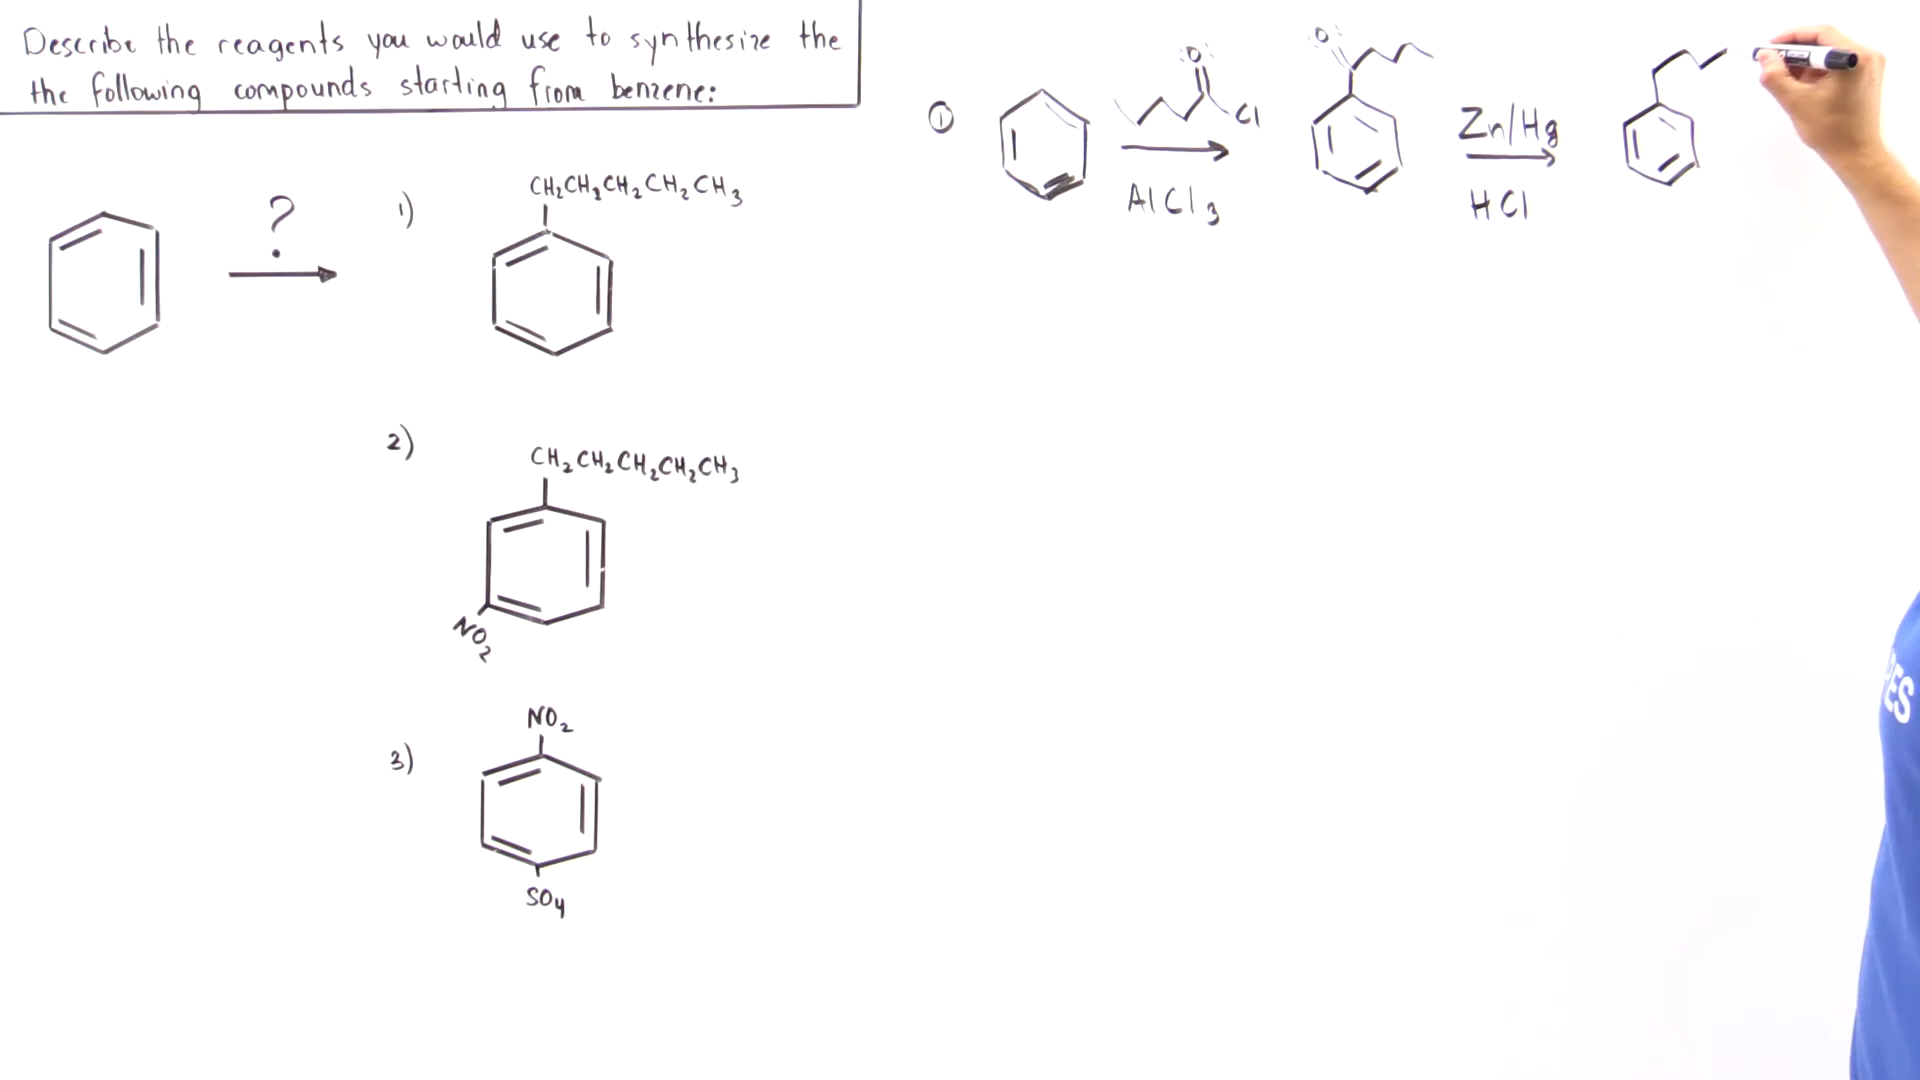 Describe the reagents you would use to synthesize the
the following compounds starting from benzene:
?
1)
CH₂CH₂CH₂CH₂CH₃
2)
CH₂CH₂CH₂CH₂CH₃
NO₂
3)
NO₂
SO₄
①
O
Cl
AlCl₃
O
Zn/Hg
HCl
ES